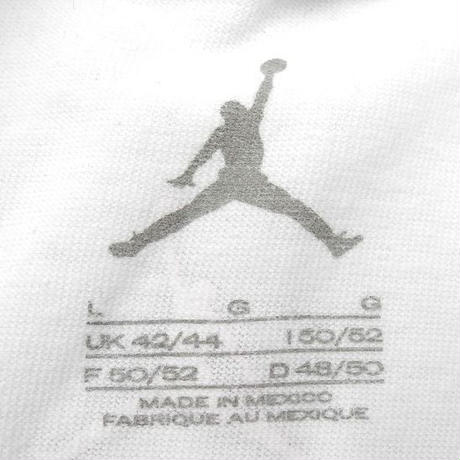 L G G
UK 42/44 I 50/52
F 50/52 D 48/50
MADE IN MEXICO
FABRIQUE AU MEXIQUE